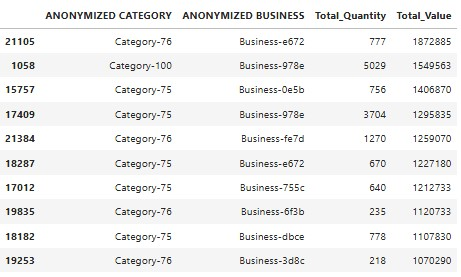 ANONYMIZED CATEGORY ANONYMIZED BUSINESS Total_Quantity Total_Value
21105 Category-76 Business-e672 777 1872885
1058 Category-100 Business-978e 5029 1549563
15757 Category-75 Business-0e5b 756 1406870
17409 Category-75 Business-978e 3704 1295835
21384 Category-76 Business-fe7d 1270 1259070
18287 Category-75 Business-e672 670 1227180
17012 Category-75 Business-755c 640 1212733
19835 Category-76 Business-6f3b 235 1120733
18182 Category-75 Business-dbce 778 1107830
19253 Category-76 Business-3d8c 218 1070290